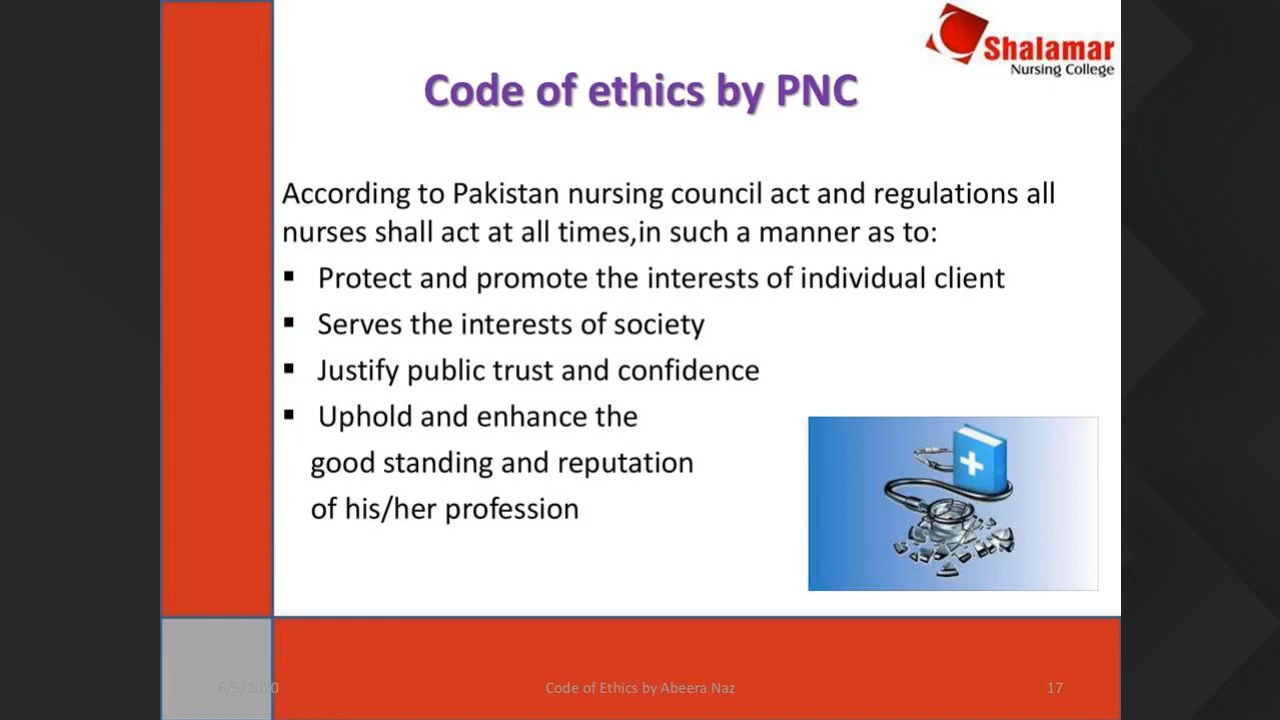 Shalamar
Nursing College
Code of ethics by PNC
According to Pakistan nursing council act and regulations all
nurses shall act at all times,in such a manner as to:
▪ Protect and promote the interests of individual client
▪ Serves the interests of society
▪ Justify public trust and confidence
▪ Uphold and enhance the
good standing and reputation
of his/her profession
Code of Ethics by Abeera Naz
17